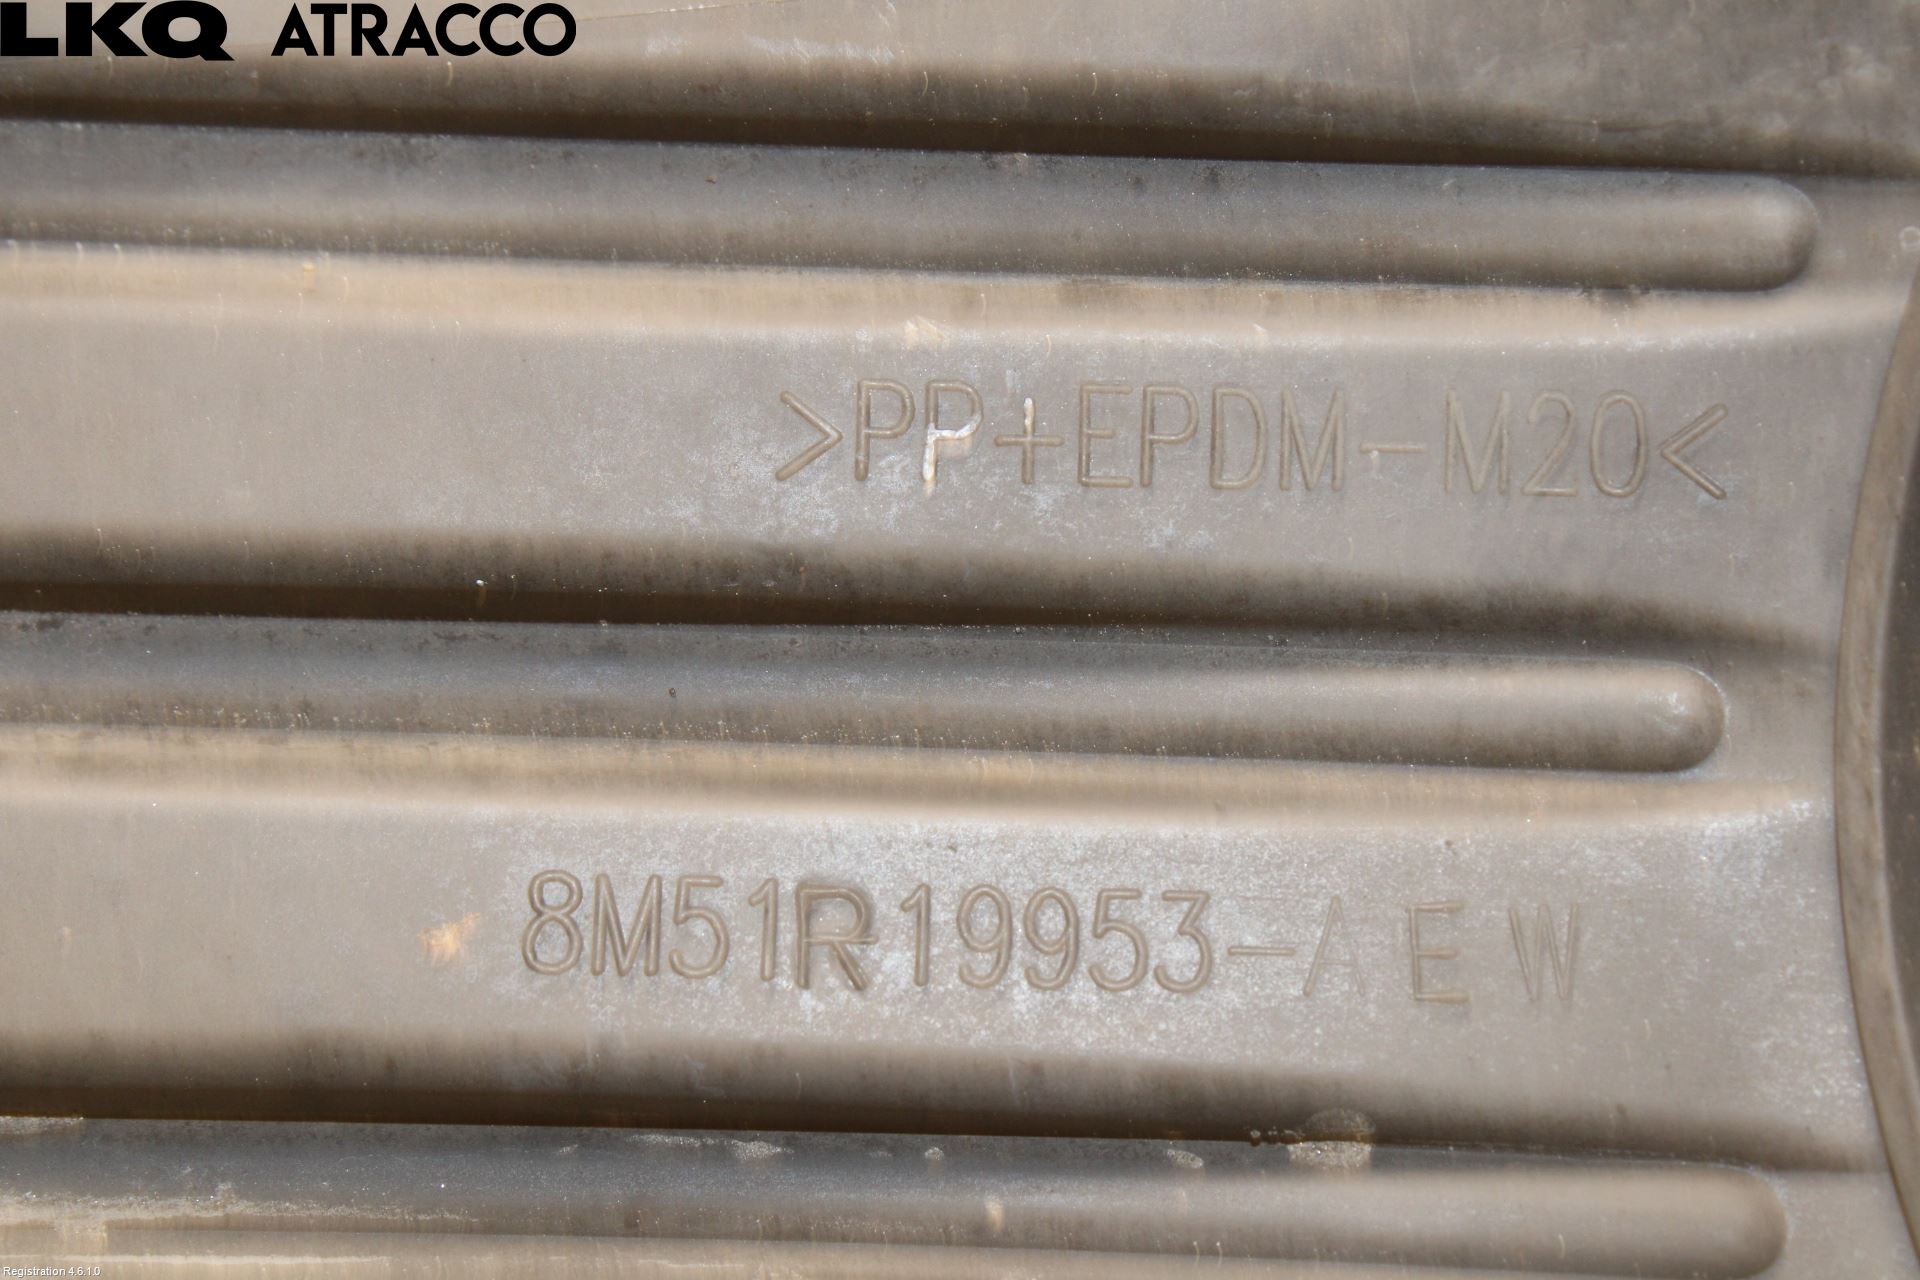 LKQ ATRACCO
>PP+EPDM-M20<
8M51R19953-AEW
Registration 4.6.1.0